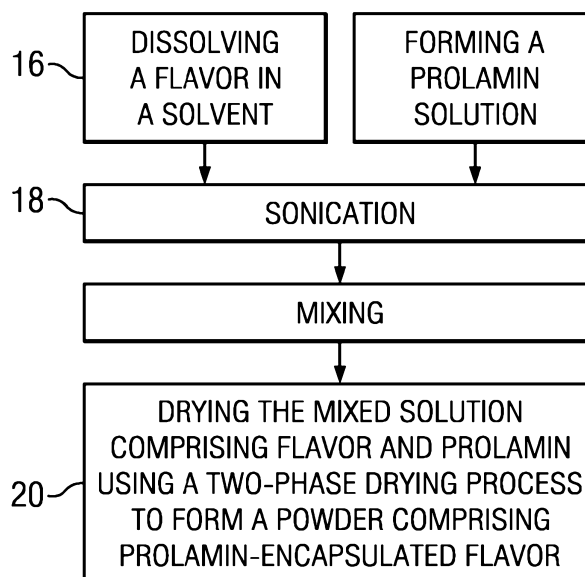 16
DISSOLVING
A FLAVOR IN
A SOLVENT
FORMING A
PROLAMIN
SOLUTION
18
SONICATION
MIXING
20
DRYING THE MIXED SOLUTION
COMPRISING FLAVOR AND PROLAMIN
USING A TWO-PHASE DRYING PROCESS
TO FORM A POWDER COMPRISING
PROLAMIN-ENCAPSULATED FLAVOR